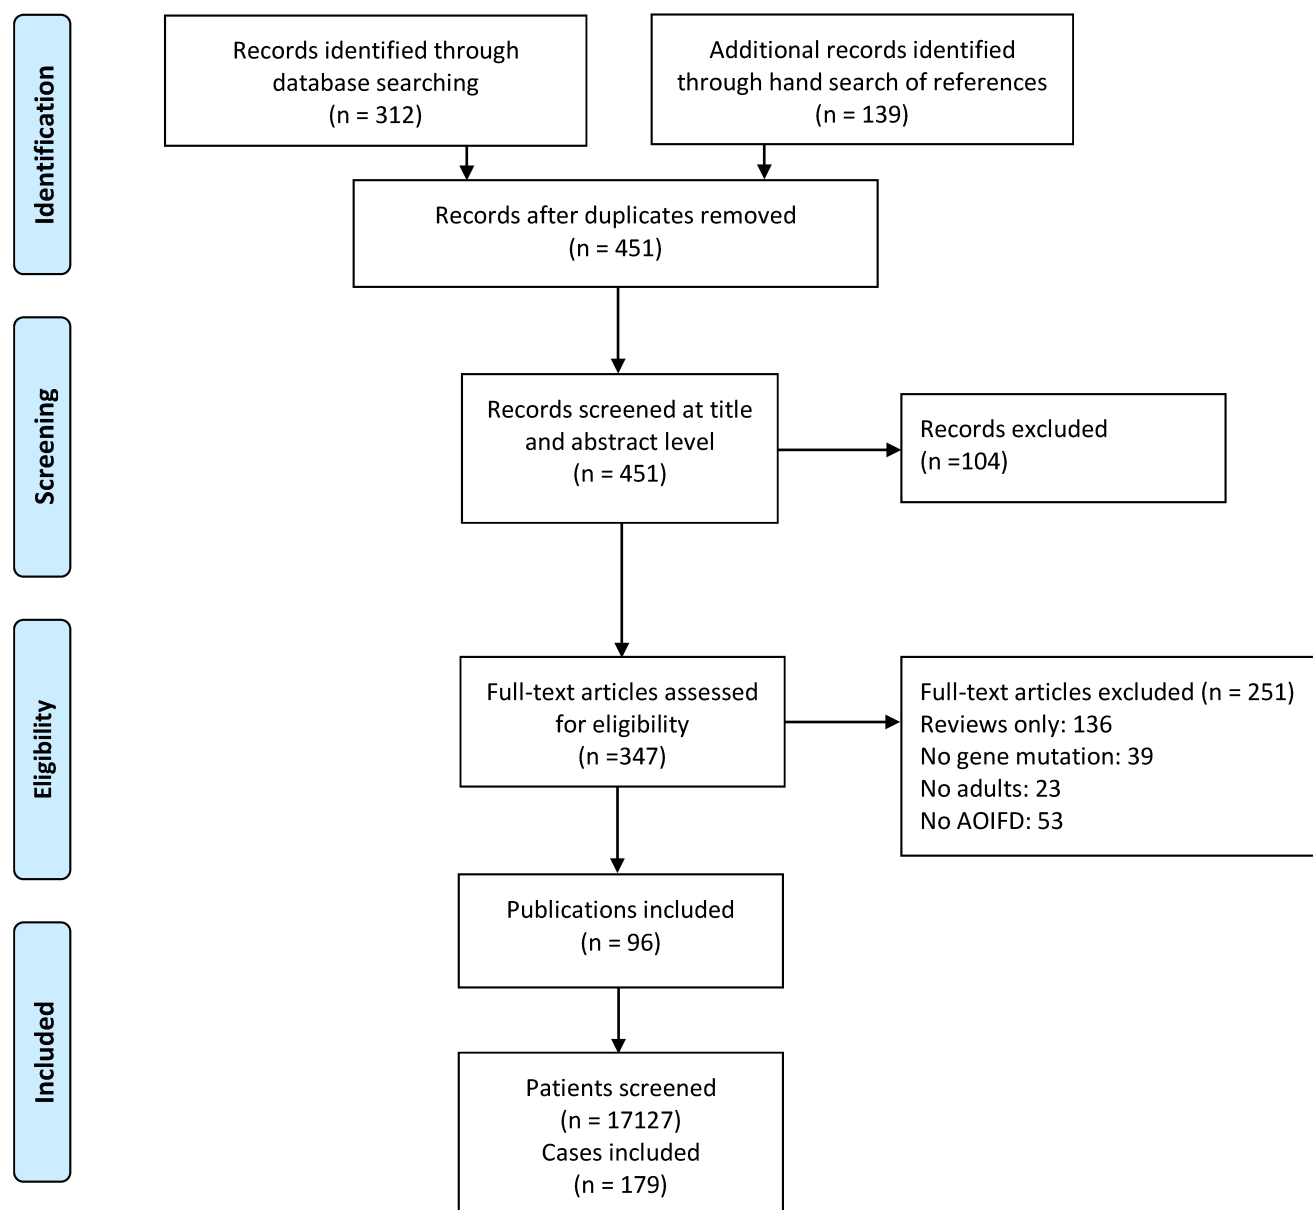 Identification
Records identified through
database searching
(n = 312)
Additional records identified
through hand search of references
(n = 139)
Records after duplicates removed
(n = 451)
Screening
Records screened at title
and abstract level
(n = 451)
Records excluded
(n =104)
Eligibility
Full-text articles assessed
for eligibility
(n =347)
Full-text articles excluded (n = 251)
Reviews only: 136
No gene mutation: 39
No adults: 23
No AOIFD: 53
Included
Publications included
(n = 96)
Patients screened
(n = 17127)
Cases included
(n = 179)